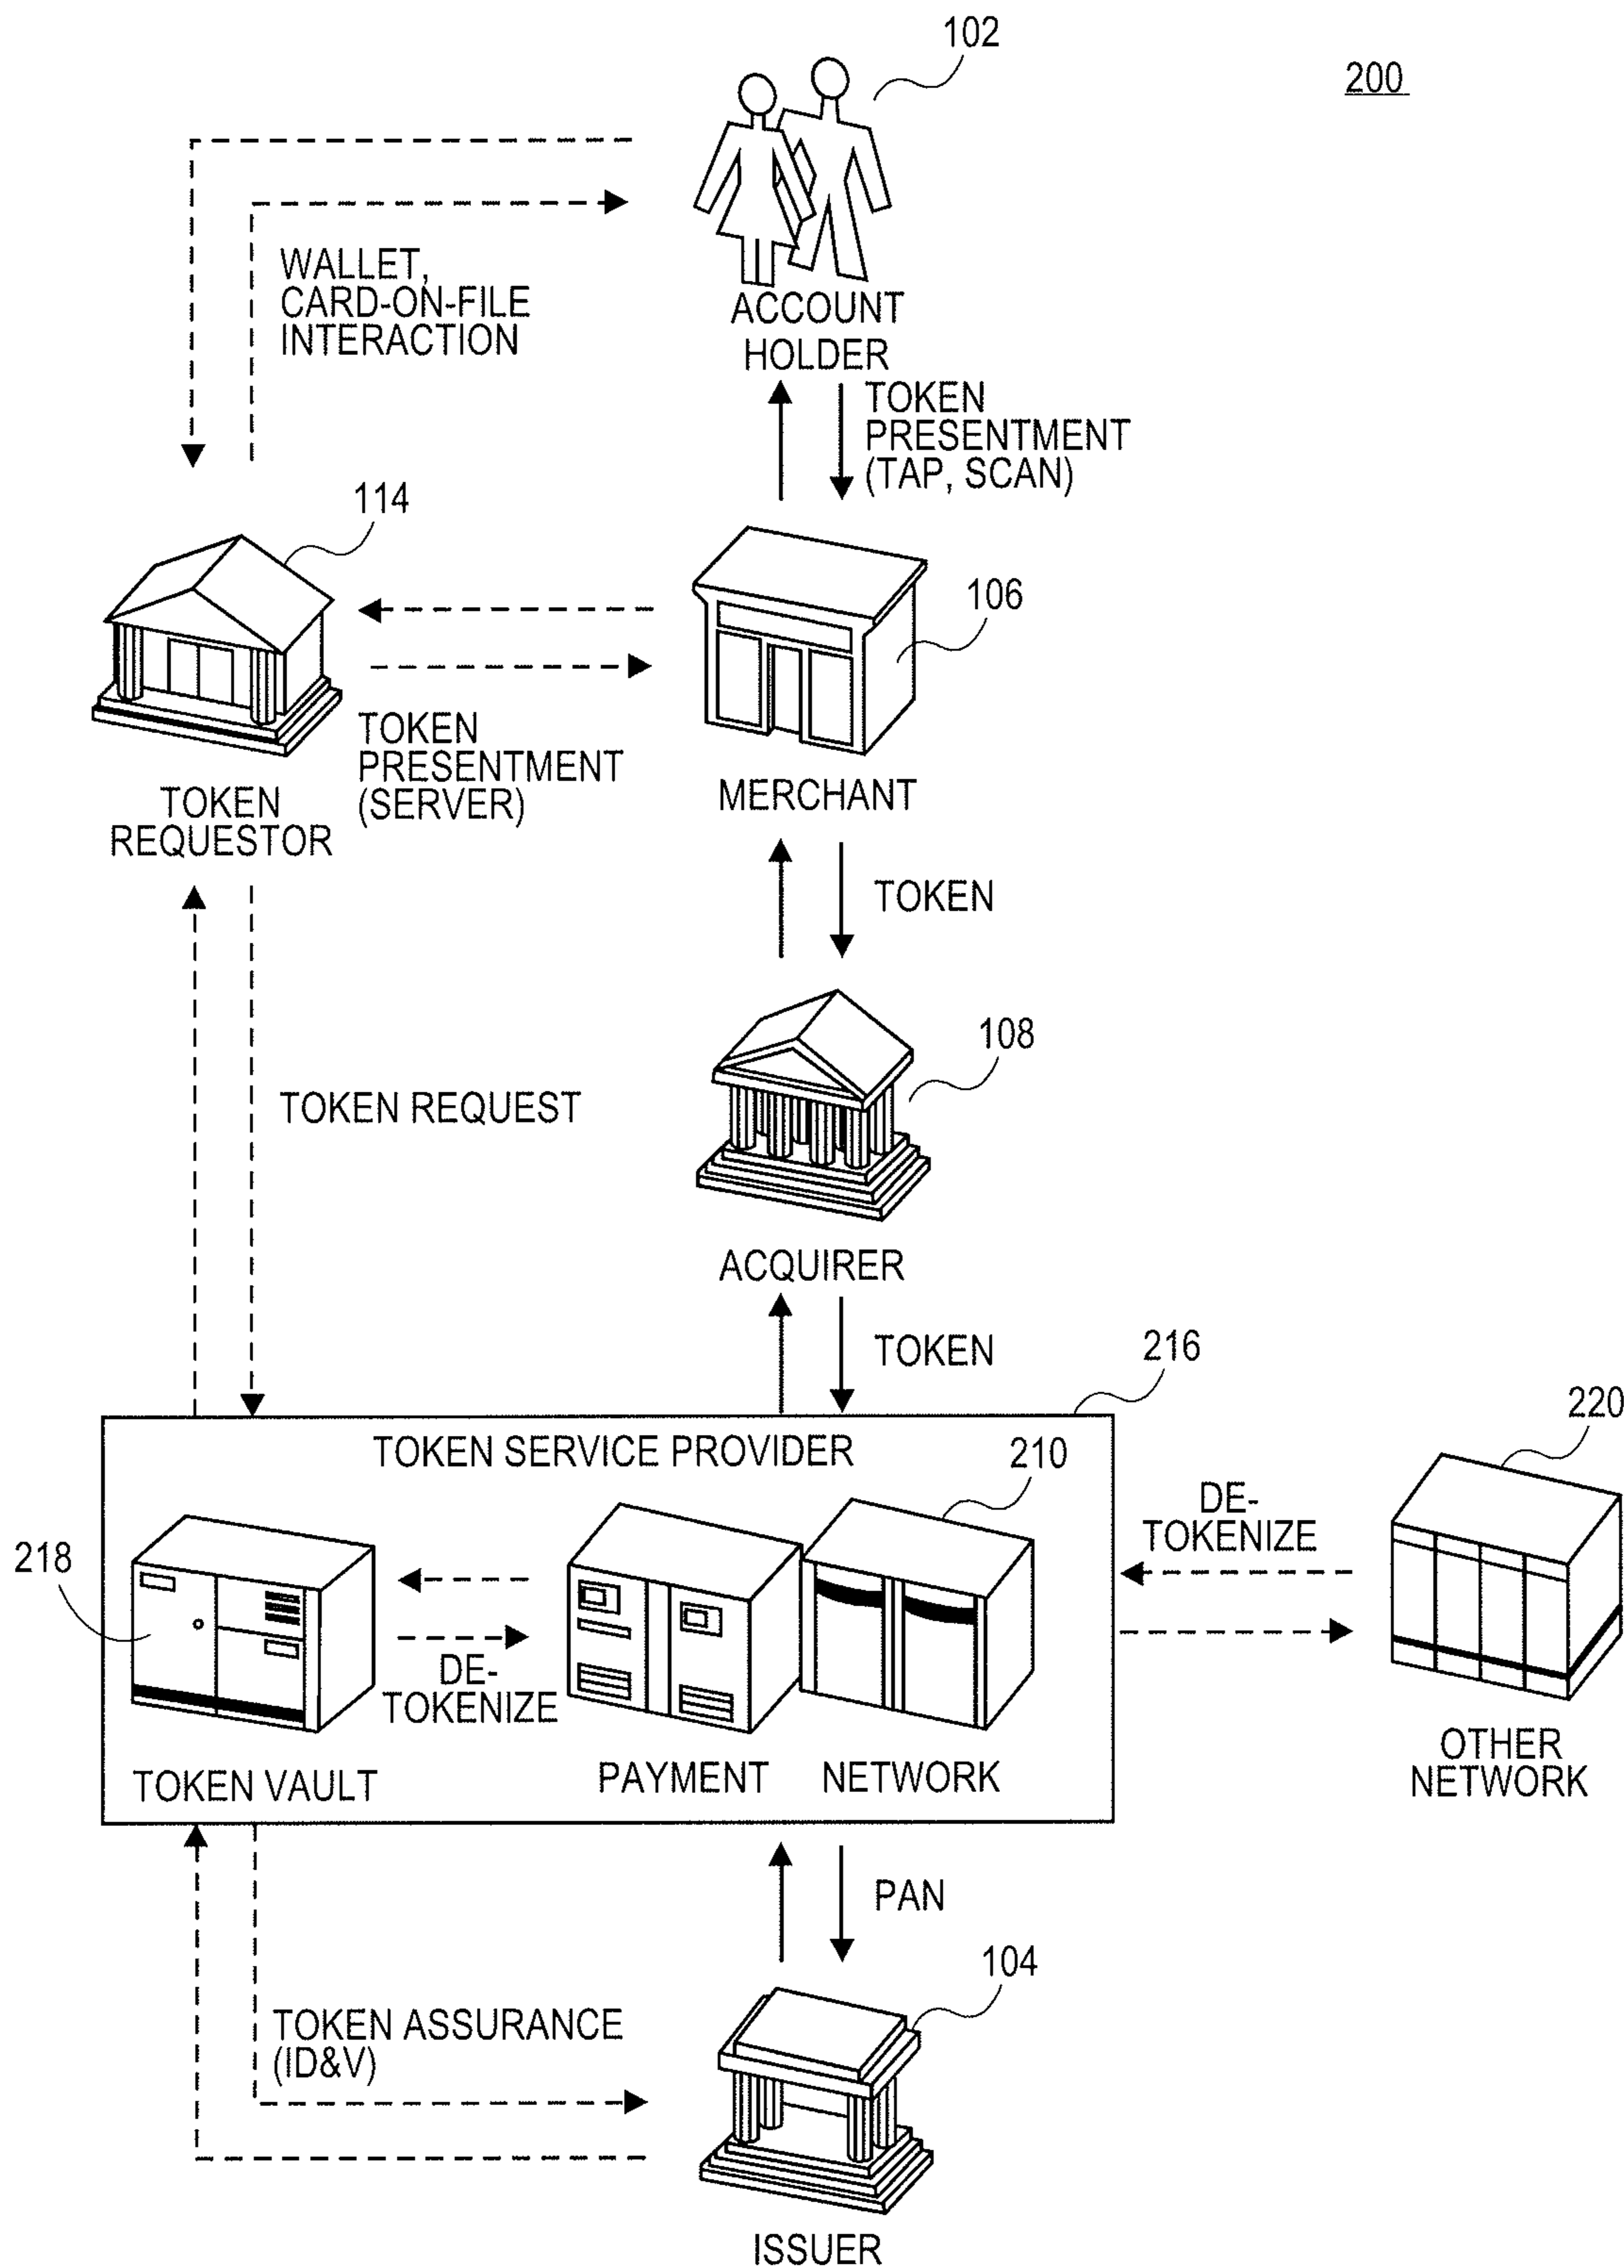 102
200
WALLET,
CARD-ON-FILE
INTERACTION
ACCOUNT
HOLDER
TOKEN
PRESENTMENT
(TAP, SCAN)
114
106
TOKEN
PRESENTMENT
(SERVER)
TOKEN
REQUESTOR
MERCHANT
TOKEN
108
TOKEN REQUEST
ACQUIRER
TOKEN
216
220
TOKEN SERVICE PROVIDER
210
DE-
TOKENIZE
218
DE-
TOKENIZE
TOKEN VAULT
PAYMENT NETWORK
OTHER
NETWORK
PAN
104
TOKEN ASSURANCE
(ID&V)
ISSUER